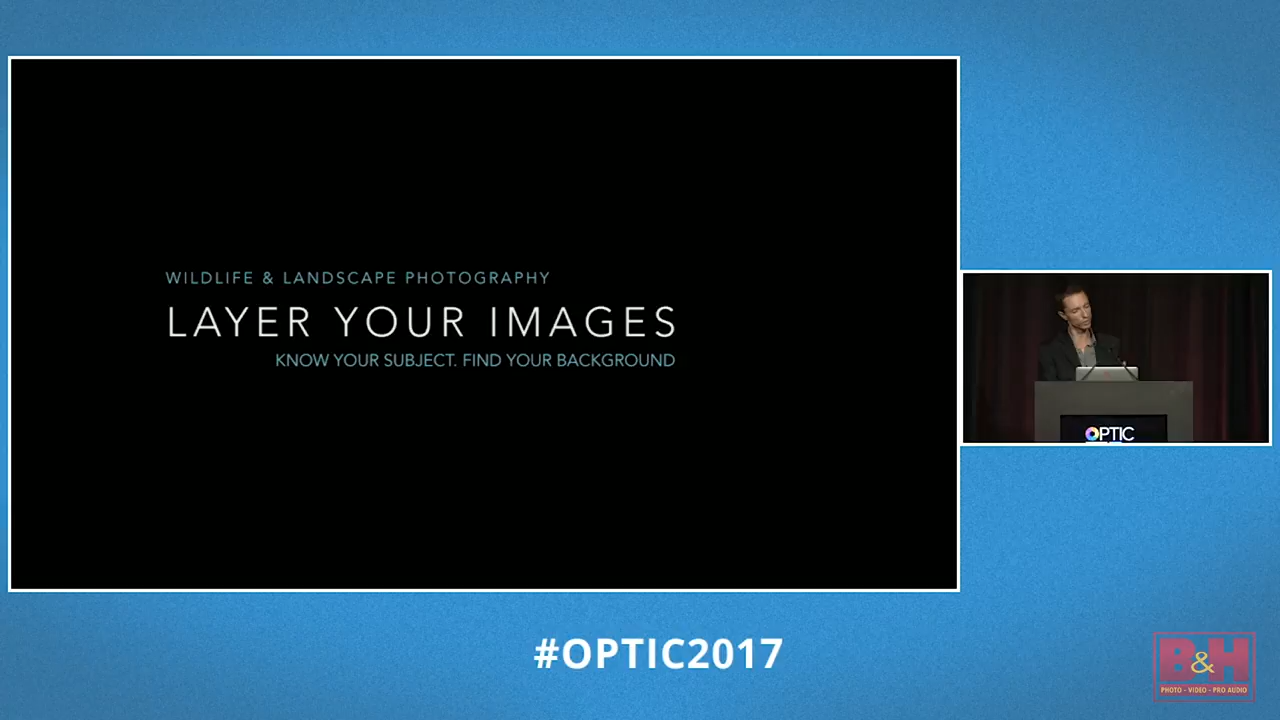 WILDLIFE & LANDSCAPE PHOTOGRAPHY
LAYER YOUR IMAGES
KNOW YOUR SUBJECT. FIND YOUR BACKGROUND
OPTIC
#OPTIC2017
B&H
PHOTO - VIDEO - PRO AUDIO